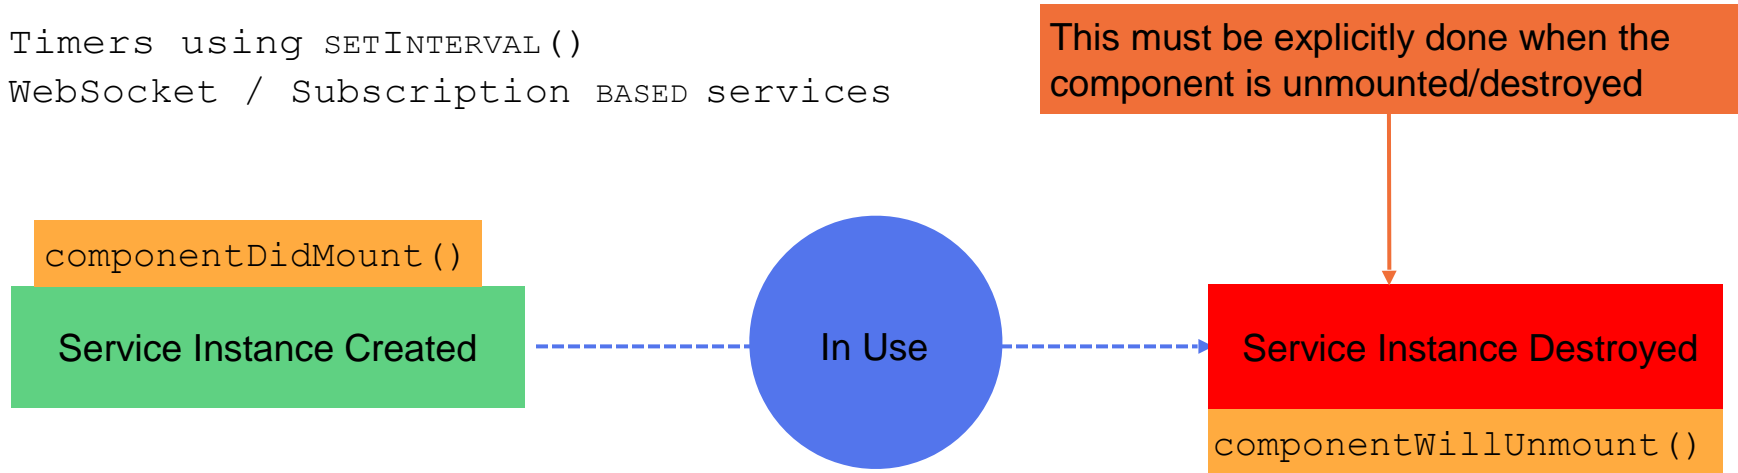 Timers using SETINTERVAL()
WebSocket / Subscription BASED services
This must be explicitly done when the
component is unmounted/destroyed
componentDidMount()
Service Instance Created
In Use
Service Instance Destroyed
componentWillUnmount()